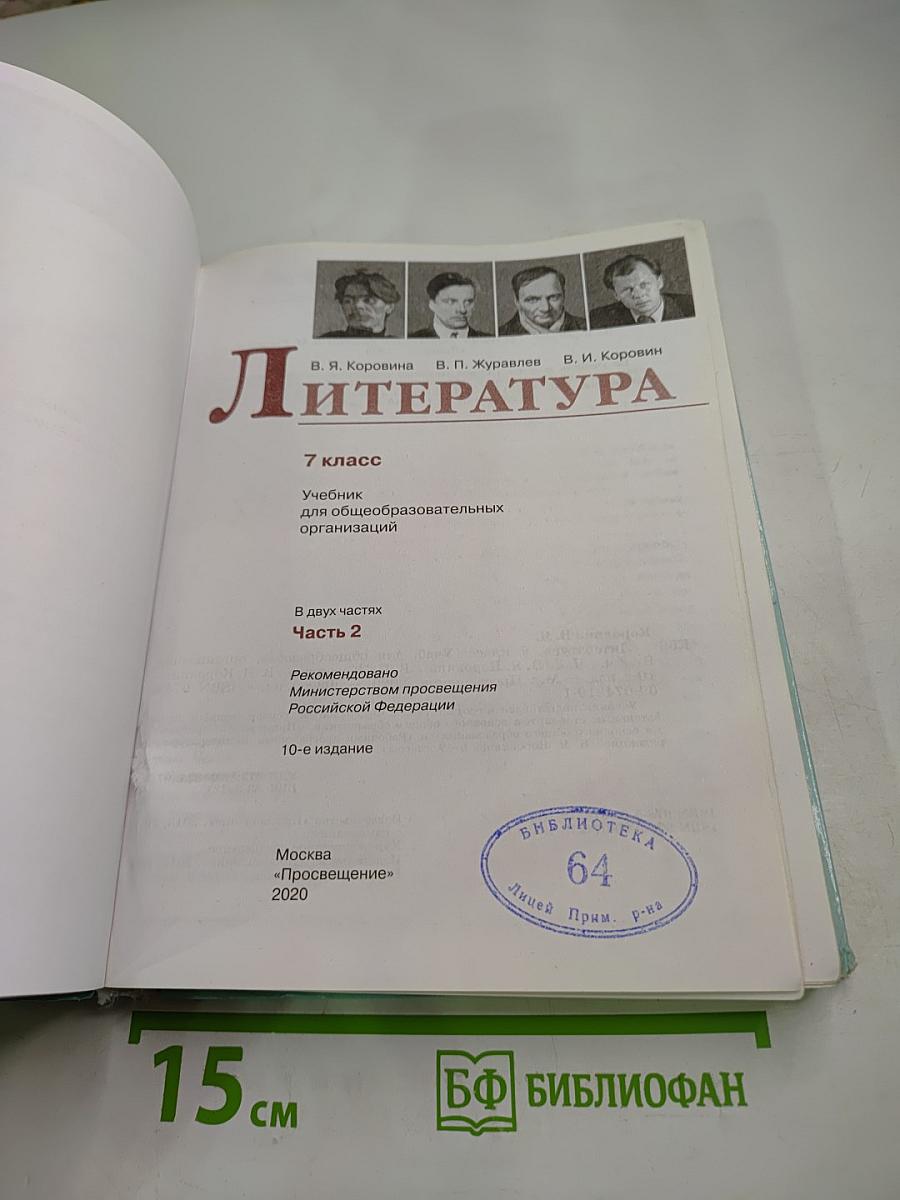 В. Я. Коровина В. П. Журавлев В. И. Коровин
ЛИТЕРАТУРА
7 класс
Учебник
для общеобразовательных
организаций
В двух частях
Часть 2
Рекомендовано
Министерством просвещения
Российской Федерации
10-е издание
Москва
«Просвещение»
2020
БИБЛИОТЕКА
64
Лицей Прим. р-на
15 см
БФ БИБЛИОФАН